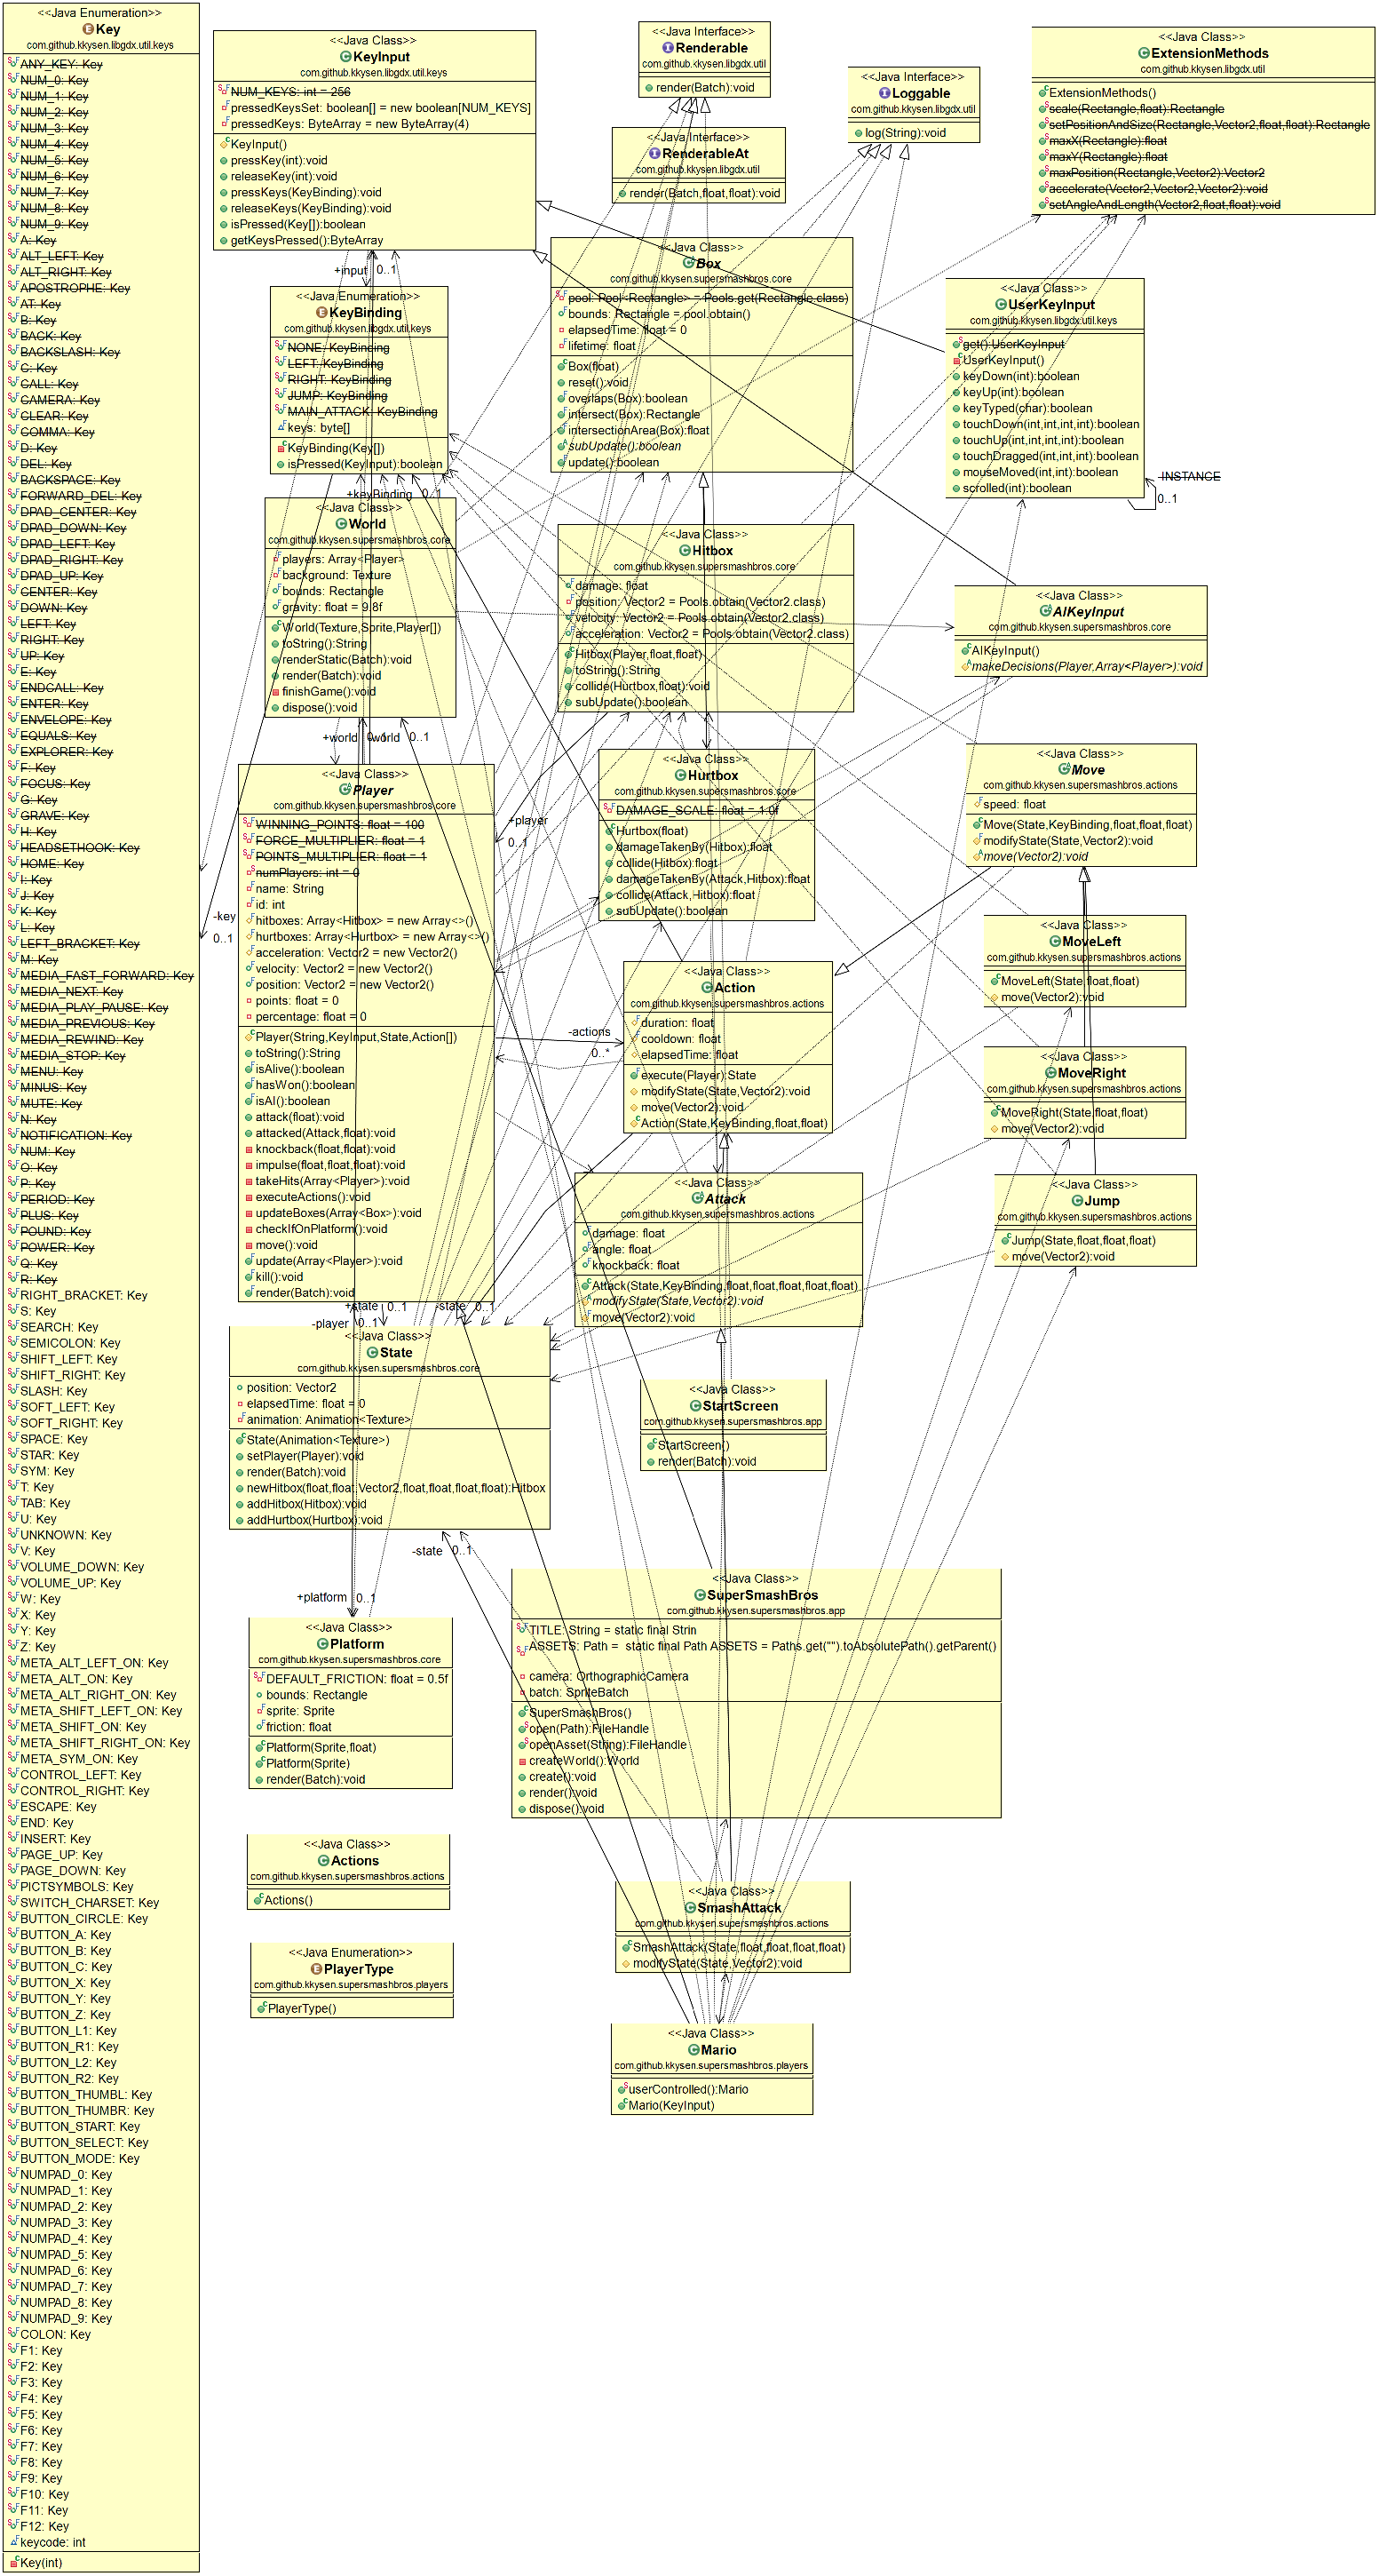 <<Java Enumeration>>
Key
com.github.kkysen.libgdx.util.keys
ANY_KEY: Key
NUM_0: Key
NUM_1: Key
NUM_2: Key
NUM_3: Key
NUM_4: Key
NUM_5: Key
NUM_6: Key
NUM_7: Key
NUM_8: Key
NUM_9: Key
A: Key
ALT_LEFT: Key
ALT_RIGHT: Key
APOSTROPHE: Key
AT: Key
B: Key
BACK: Key
BACKSLASH: Key
C: Key
CALL: Key
CAMERA: Key
CLEAR: Key
COMMA: Key
D: Key
DEL: Key
BACKSPACE: Key
FORWARD_DEL: Key
DPAD_CENTER: Key
DPAD_DOWN: Key
DPAD_LEFT: Key
DPAD_RIGHT: Key
DPAD_UP: Key
CENTER: Key
DOWN: Key
LEFT: Key
RIGHT: Key
UP: Key
E: Key
ENDCALL: Key
ENTER: Key
ENVELOPE: Key
EQUALS: Key
EXPLORER: Key
F: Key
FOCUS: Key
G: Key
GRAVE: Key
H: Key
HEADSETHOOK: Key
HOME: Key
I: Key
J: Key
K: Key
L: Key
LEFT_BRACKET: Key
M: Key
MEDIA_FAST_FORWARD: Key
MEDIA_NEXT: Key
MEDIA_PLAY_PAUSE: Key
MEDIA_PREVIOUS: Key
MEDIA_REWIND: Key
MEDIA_STOP: Key
MENU: Key
MINUS: Key
MUTE: Key
N: Key
NOTIFICATION: Key
NUM: Key
O: Key
P: Key
PERIOD: Key
PLUS: Key
POUND: Key
POWER: Key
Q: Key
R: Key
RIGHT_BRACKET: Key
S: Key
SEARCH: Key
SEMICOLON: Key
SHIFT_LEFT: Key
SHIFT_RIGHT: Key
SLASH: Key
SOFT_LEFT: Key
SOFT_RIGHT: Key
SPACE: Key
STAR: Key
SYM: Key
T: Key
TAB: Key
U: Key
UNKNOWN: Key
V: Key
VOLUME_DOWN: Key
VOLUME_UP: Key
W: Key
X: Key
Y: Key
Z: Key
META_ALT_LEFT_ON: Key
META_ALT_ON: Key
META_ALT_RIGHT_ON: Key
META_SHIFT_LEFT_ON: Key
META_SHIFT_ON: Key
META_SHIFT_RIGHT_ON: Key
META_SYM_ON: Key
CONTROL_LEFT: Key
CONTROL_RIGHT: Key
ESCAPE: Key
END: Key
INSERT: Key
PAGE_UP: Key
PAGE_DOWN: Key
PICTSYMBOLS: Key
SWITCH_CHARSET: Key
BUTTON_CIRCLE: Key
BUTTON_A: Key
BUTTON_B: Key
BUTTON_C: Key
BUTTON_X: Key
BUTTON_Y: Key
BUTTON_Z: Key
BUTTON_L1: Key
BUTTON_R1: Key
BUTTON_L2: Key
BUTTON_R2: Key
BUTTON_THUMBL: Key
BUTTON_THUMBR: Key
BUTTON_START: Key
BUTTON_SELECT: Key
BUTTON_MODE: Key
NUMPAD_0: Key
NUMPAD_1: Key
NUMPAD_2: Key
NUMPAD_3: Key
NUMPAD_4: Key
NUMPAD_5: Key
NUMPAD_6: Key
NUMPAD_7: Key
NUMPAD_8: Key
NUMPAD_9: Key
COLON: Key
F1: Key
F2: Key
F3: Key
F4: Key
F5: Key
F6: Key
F7: Key
F8: Key
F9: Key
F10: Key
F11: Key
F12: Key
keycode: int
Key(int)
<<Java Class>>
KeyInput
com.github.kkysen.libgdx.util.keys
NUM_KEYS: int = 256
pressedKeysSet: boolean[] = new boolean[NUM_KEYS]
pressedKeys: ByteArray = new ByteArray(4)
KeyInput()
pressKey(int):void
releaseKey(int):void
pressKeys(KeyBinding):void
releaseKeys(KeyBinding):void
isPressed(Key[]):boolean
getKeysPressed():ByteArray
<<Java Interface>>
Renderable
com.github.kkysen.libgdx.util
render(Batch):void
<<Java Interface>>
RenderableAt
com.github.kkysen.libgdx.util
render(Batch,float,float):void
<<Java Interface>>
Loggable
com.github.kkysen.libgdx.util
log(String):void
<<Java Class>>
ExtensionMethods
com.github.kkysen.libgdx.util
ExtensionMethods()
scale(Rectangle,float):Rectangle
setPositionAndSize(Rectangle,Vector2,float,float):Rectangle
maxX(Rectangle):float
maxY(Rectangle):float
maxPosition(Rectangle,Vector2):Vector2
accelerate(Vector2,Vector2,Vector2):void
setAngleAndLength(Vector2,float,float):void
+input
0..1
<<Java Enumeration>>
KeyBinding
com.github.kkysen.libgdx.util.keys
NONE: KeyBinding
LEFT: KeyBinding
RIGHT: KeyBinding
JUMP: KeyBinding
MAIN_ATTACK: KeyBinding
keys: byte[]
KeyBinding(Key[])
isPressed(KeyInput):boolean
<<Java Class>>
Box
com.github.kkysen.supersmashbros.core
pool: Pool<Rectangle> = Pools.get(Rectangle.class)
bounds: Rectangle = pool.obtain()
elapsedTime: float = 0
lifetime: float
Box(float)
reset():void
overlaps(Box):boolean
intersect(Box):Rectangle
intersectionArea(Box):float
subUpdate():boolean
update():boolean
<<Java Class>>
UserKeyInput
com.github.kkysen.libgdx.util.keys
get():UserKeyInput
UserKeyInput()
keyDown(int):boolean
keyUp(int):boolean
keyTyped(char):boolean
touchDown(int,int,int,int):boolean
touchUp(int,int,int,int):boolean
touchDragged(int,int,int):boolean
mouseMoved(int,int):boolean
scrolled(int):boolean
-INSTANCE
0..1
+keyBinding
0..1
<<Java Class>>
World
com.github.kkysen.supersmashbros.core
players: Array<Player>
background: Texture
bounds: Rectangle
gravity: float = 9.8f
World(Texture,Sprite,Player[])
toString():String
renderStatic(Batch):void
render(Batch):void
finishGame():void
dispose():void
<<Java Class>>
Hitbox
com.github.kkysen.supersmashbros.core
damage: float
position: Vector2 = Pools.obtain(Vector2.class)
velocity: Vector2 = Pools.obtain(Vector2.class)
acceleration: Vector2 = Pools.obtain(Vector2.class)
Hitbox(Player,float,float)
toString():String
collide(Hurtbox,float):void
subUpdate():boolean
<<Java Class>>
AIKeyInput
com.github.kkysen.supersmashbros.core
AIKeyInput()
makeDecisions(Player,Array<Player>):void
+world
-world
0..1
<<Java Class>>
Player
com.github.kkysen.supersmashbros.core
WINNING_POINTS: float = 100
FORCE_MULTIPLIER: float = 1
POINTS_MULTIPLIER: float = 1
numPlayers: int = 0
name: String
id: int
hitboxes: Array<Hitbox> = new Array<>()
hurtboxes: Array<Hurtbox> = new Array<>()
acceleration: Vector2 = new Vector2()
velocity: Vector2 = new Vector2()
position: Vector2 = new Vector2()
points: float = 0
percentage: float = 0
Player(String,KeyInput,State,Action[])
toString():String
isAlive():boolean
hasWon():boolean
isAI():boolean
attack(float):void
attacked(Attack,float):void
knockback(float,float):void
impulse(float,float,float):void
takeHits(Array<Player>):void
executeActions():void
updateBoxes(Array<Box>):void
checkIfOnPlatform():void
move():void
update(Array<Player>):void
kill():void
render(Batch):void
+player
0..1
<<Java Class>>
Hurtbox
com.github.kkysen.supersmashbros.core
DAMAGE_SCALE: float = 1.0f
Hurtbox(float)
damageTakenBy(Hitbox):float
collide(Hitbox):float
damageTakenBy(Attack,Hitbox):float
collide(Attack,Hitbox):float
subUpdate():boolean
<<Java Class>>
Move
com.github.kkysen.supersmashbros.actions
speed: float
Move(State,KeyBinding,float,float,float)
modifyState(State,Vector2):void
move(Vector2):void
-key
0..1
<<Java Class>>
MoveLeft
com.github.kkysen.supersmashbros.actions
MoveLeft(State,float,float)
move(Vector2):void
-actions
0..*
<<Java Class>>
Action
com.github.kkysen.supersmashbros.actions
duration: float
cooldown: float
elapsedTime: float
execute(Player):State
modifyState(State,Vector2):void
move(Vector2):void
Action(State,KeyBinding,float,float)
<<Java Class>>
MoveRight
com.github.kkysen.supersmashbros.actions
MoveRight(State,float,float)
move(Vector2):void
<<Java Class>>
Attack
com.github.kkysen.supersmashbros.actions
damage: float
angle: float
knockback: float
Attack(State,KeyBinding,float,float,float,float,float)
modifyState(State,Vector2):void
move(Vector2):void
<<Java Class>>
Jump
com.github.kkysen.supersmashbros.actions
Jump(State,float,float,float)
move(Vector2):void
+state
0..1
-state
0..1
-player
0..1
<<Java Class>>
State
com.github.kkysen.supersmashbros.core
position: Vector2
elapsedTime: float = 0
animation: Animation<Texture>
State(Animation<Texture>)
setPlayer(Player):void
render(Batch):void
newHitbox(float,float,Vector2,float,float,float,float):Hitbox
addHitbox(Hitbox):void
addHurtbox(Hurtbox):void
<<Java Class>>
StartScreen
com.github.kkysen.supersmashbros.app
StartScreen()
render(Batch):void
-state
0..1
<<Java Class>>
SuperSmashBros
com.github.kkysen.supersmashbros.app
TITLE: String = static final Strin
ASSETS: Path =  static final Path ASSETS = Paths.get("").toAbsolutePath().getParent()
camera: OrthographicCamera
batch: SpriteBatch
SuperSmashBros()
open(Path):FileHandle
openAsset(String):FileHandle
createWorld():World
create():void
render():void
dispose():void
+platform
0..1
<<Java Class>>
Platform
com.github.kkysen.supersmashbros.core
DEFAULT_FRICTION: float = 0.5f
bounds: Rectangle
sprite: Sprite
friction: float
Platform(Sprite,float)
Platform(Sprite)
render(Batch):void
<<Java Class>>
Actions
com.github.kkysen.supersmashbros.actions
Actions()
<<Java Class>>
SmashAttack
com.github.kkysen.supersmashbros.actions
SmashAttack(State,float,float,float,float)
modifyState(State,Vector2):void
<<Java Enumeration>>
PlayerType
com.github.kkysen.supersmashbros.players
PlayerType()
<<Java Class>>
Mario
com.github.kkysen.supersmashbros.players
userControlled():Mario
Mario(KeyInput)